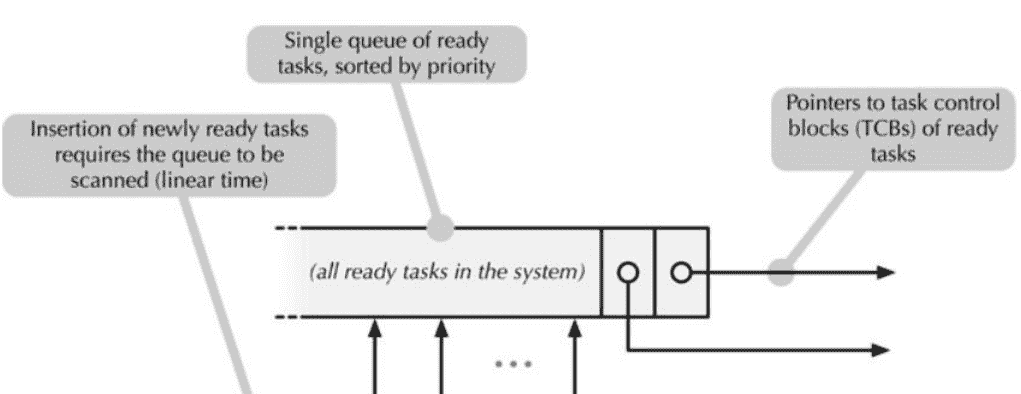 Single queue of ready
tasks, sorted by priority
Insertion of newly ready tasks
requires the queue to be
scanned (linear time)
Pointers to task control
blocks (TCBs) of ready
tasks
(all ready tasks in the system)
...